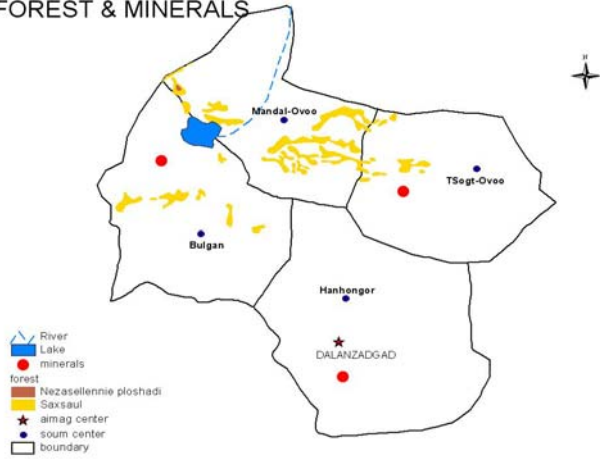 FOREST & MINERALS
N
Mandal-Ovoo
TSogt-Ovoo
Bulgan
Hanhongor
DALANZADGAD
River
Lake
minerals
forest
Nezasellennie ploshadi
Saxsaul
aimag center
soum center
boundary